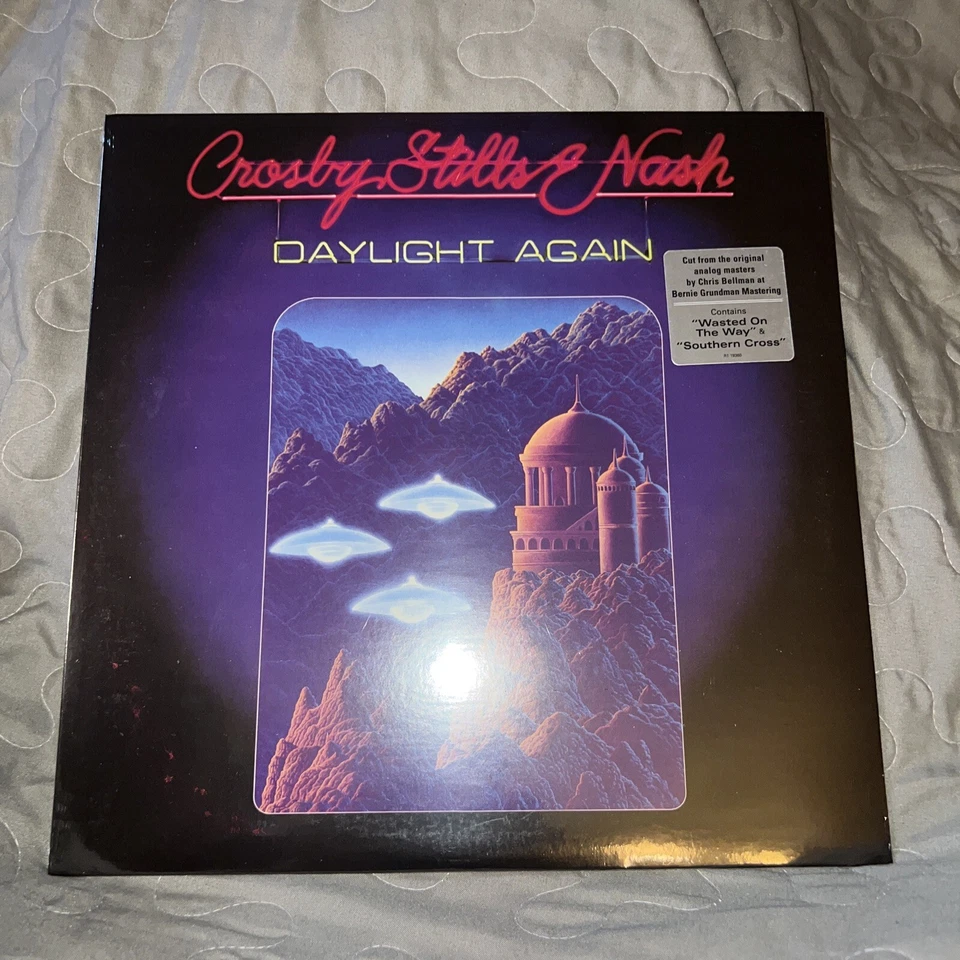 Crosby, Stills & Nash
DAYLIGHT AGAIN
Cut from the original
analog masters
by Chris Bellman at
Bernie Grundman Mastering
Contains
"Wasted On
The Way" &
"Southern Cross"